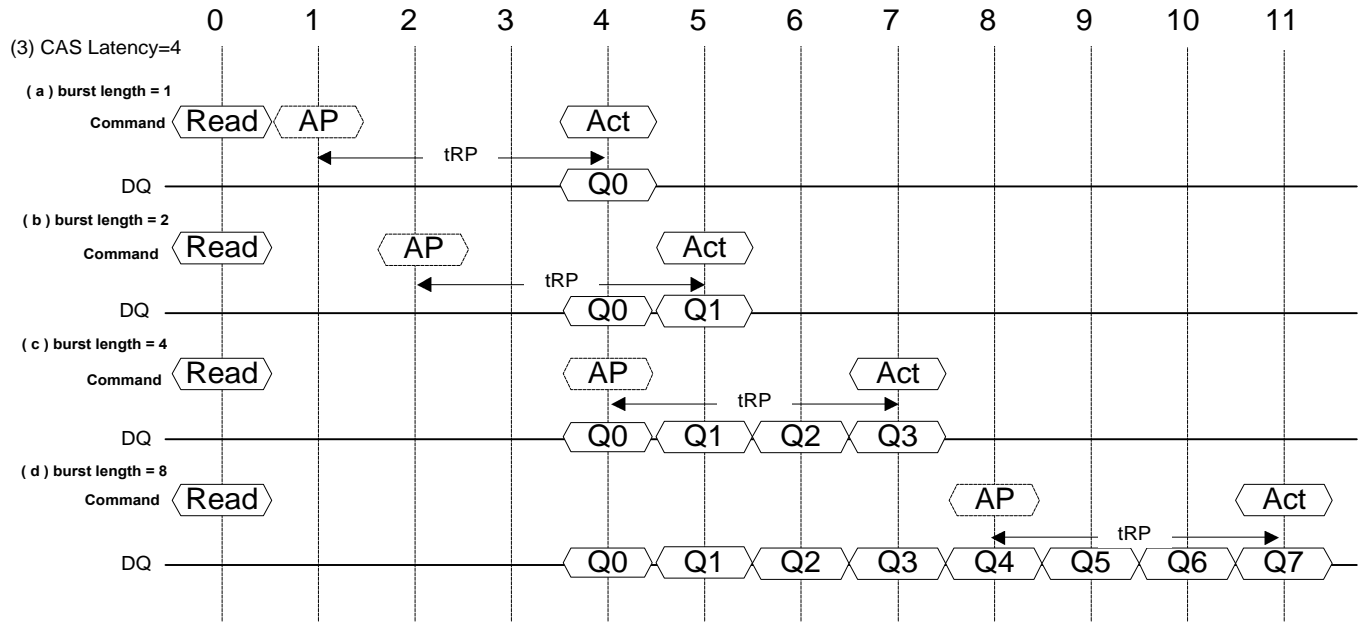 0 1 2 3 4 5 6 7 8 9 10 11
(3) CAS Latency=4
( a ) burst length = 1
Command Read AP Act
tRP
DQ Q0
( b ) burst length = 2
Command Read AP Act
tRP
DQ Q0 Q1
( c ) burst length = 4
Command Read AP Act
tRP
DQ Q0 Q1 Q2 Q3
( d ) burst length = 8
Command Read AP Act
tRP
DQ Q0 Q1 Q2 Q3 Q4 Q5 Q6 Q7